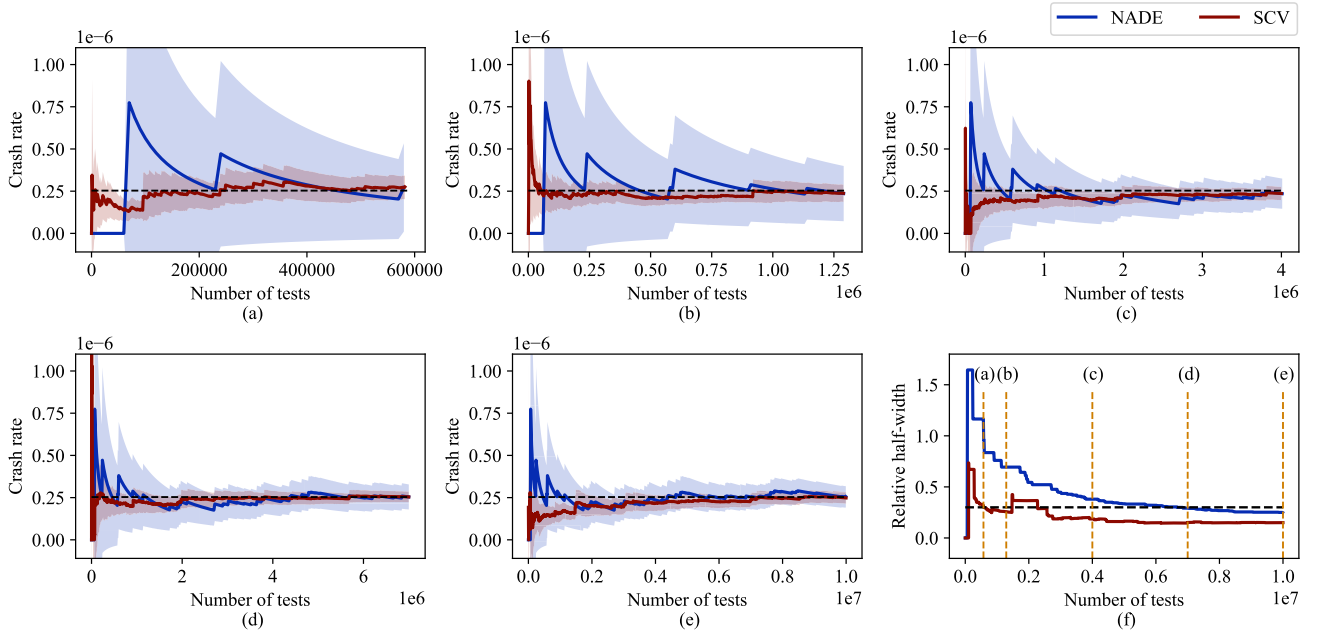 NADE SCV
1e−6
1.00
0.75
0.50
0.25
0.00
Crash rate
0 200000 400000 600000
Number of tests
(a)
1e−6
1.00
0.75
0.50
0.25
0.00
Crash rate
0.00 0.25 0.50 0.75 1.00 1.25
1e6
Number of tests
(b)
1e−6
1.00
0.75
0.50
0.25
0.00
Crash rate
0 1 2 3 4
1e6
Number of tests
(c)
1e−6
1.00
0.75
0.50
0.25
0.00
Crash rate
0 2 4 6
1e6
Number of tests
(d)
1e−6
1.00
0.75
0.50
0.25
0.00
Crash rate
0.0 0.2 0.4 0.6 0.8 1.0
1e7
Number of tests
(e)
(a) (b) (c) (d) (e)
1.5
1.0
0.5
0.0
Relative half-width
0.0 0.2 0.4 0.6 0.8 1.0
1e7
Number of tests
(f)